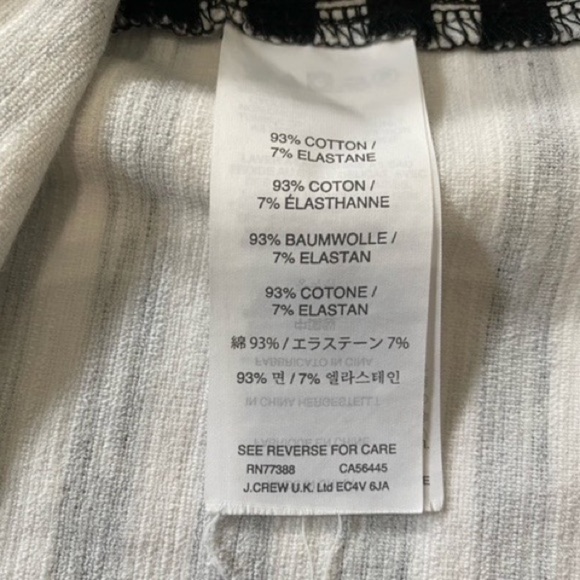 93% COTTON /
7% ELASTANE
93% COTON /
7% ÉLASTHANNE
93% BAUMWOLLE /
7% ELASTAN
93% COTONE /
7% ELASTAN
綿 93% / エラステーン 7%
93% 면 / 7% 엘라스테인
SEE REVERSE FOR CARE
RN77388 CA56445
J.CREW U.K. Ltd EC4V 6JA